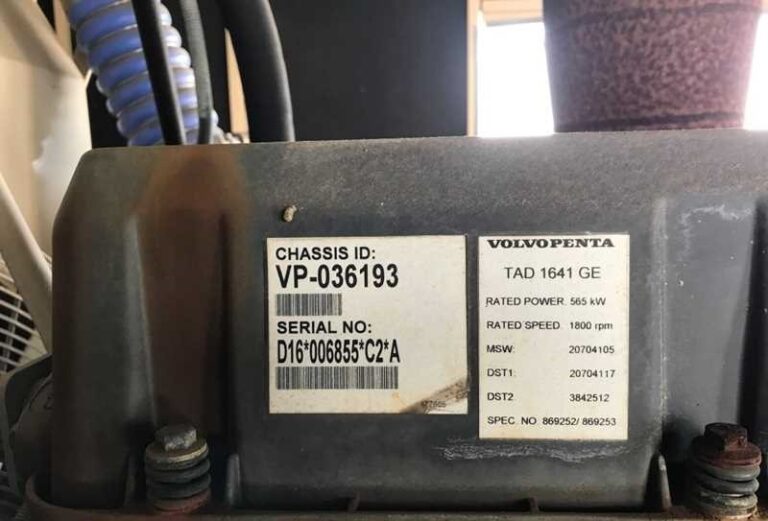 CHASSIS ID:
VP-036193
SERIAL NO:
D16*006855*C2*A
VOLVO PENTA
TAD 1641 GE
RATED POWER. 565 kW
RATED SPEED. 1800 rpm
MSW: 20704105
DST1: 20704117
DST2 3842512
SPEC. NO 869252/ 869253